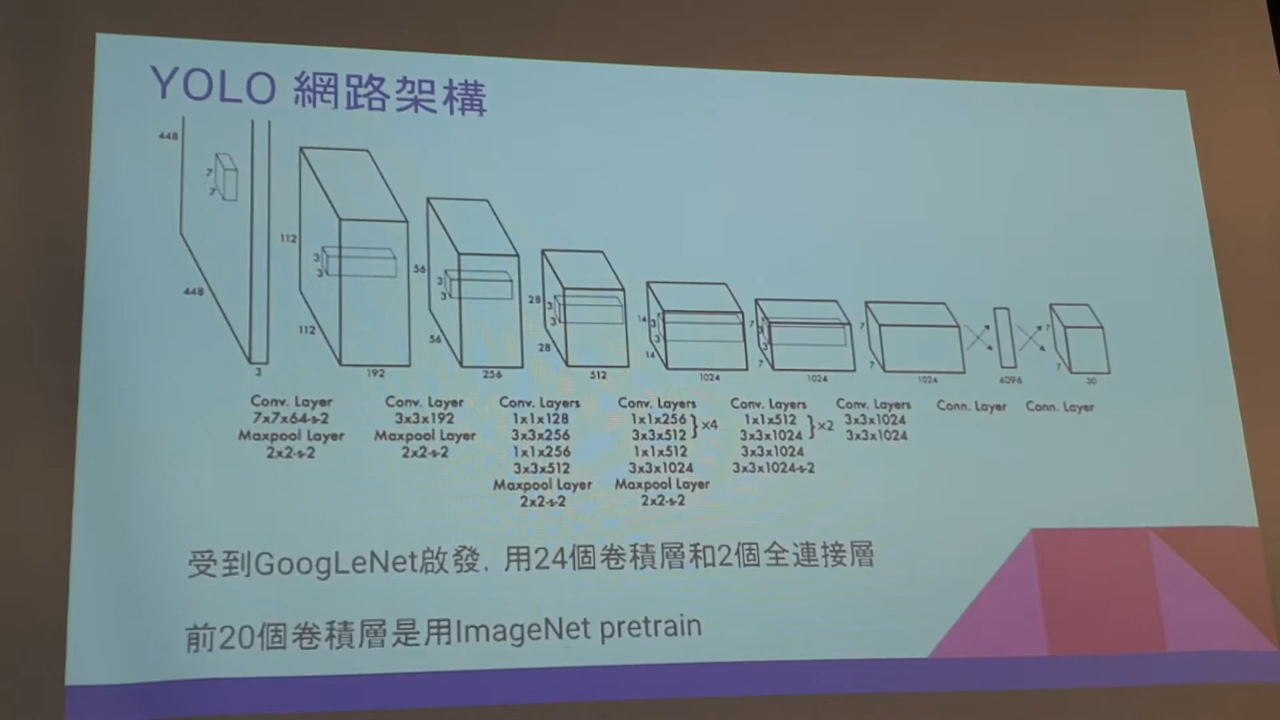 YOLO 網路架構
448
7
7
448
3
112
3
3
112
192
56
3
3
56
256
28
3
3
28
512
14
3
3
14
1024
7
3
3
7
1024
7
7
1024
4096
7
7
30
Conv. Layer
7x7x64-s-2
Maxpool Layer
2x2-s-2
Conv. Layer
3x3x192
Maxpool Layer
2x2-s-2
Conv. Layers
1x1x128
3x3x256
1x1x256
3x3x512
Maxpool Layer
2x2-s-2
Conv. Layers
1x1x256
3x3x512 }×4
1x1x512
3x3x1024
Maxpool Layer
2x2-s-2
Conv. Layers
1x1x512
3x3x1024 }×2
3x3x1024
3x3x1024-s-2
Conv. Layers
3x3x1024
3x3x1024
Conn. Layer
Conn. Layer
受到GoogLeNet啟發, 用24個卷積層和2個全連接層
前20個卷積層是用ImageNet pretrain